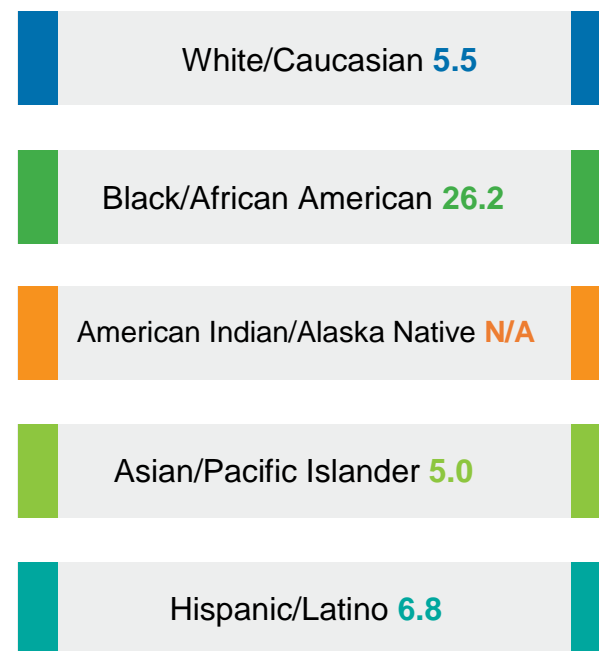 White/Caucasian 5.5
Black/African American 26.2
American Indian/Alaska Native N/A
Asian/Pacific Islander 5.0
Hispanic/Latino 6.8